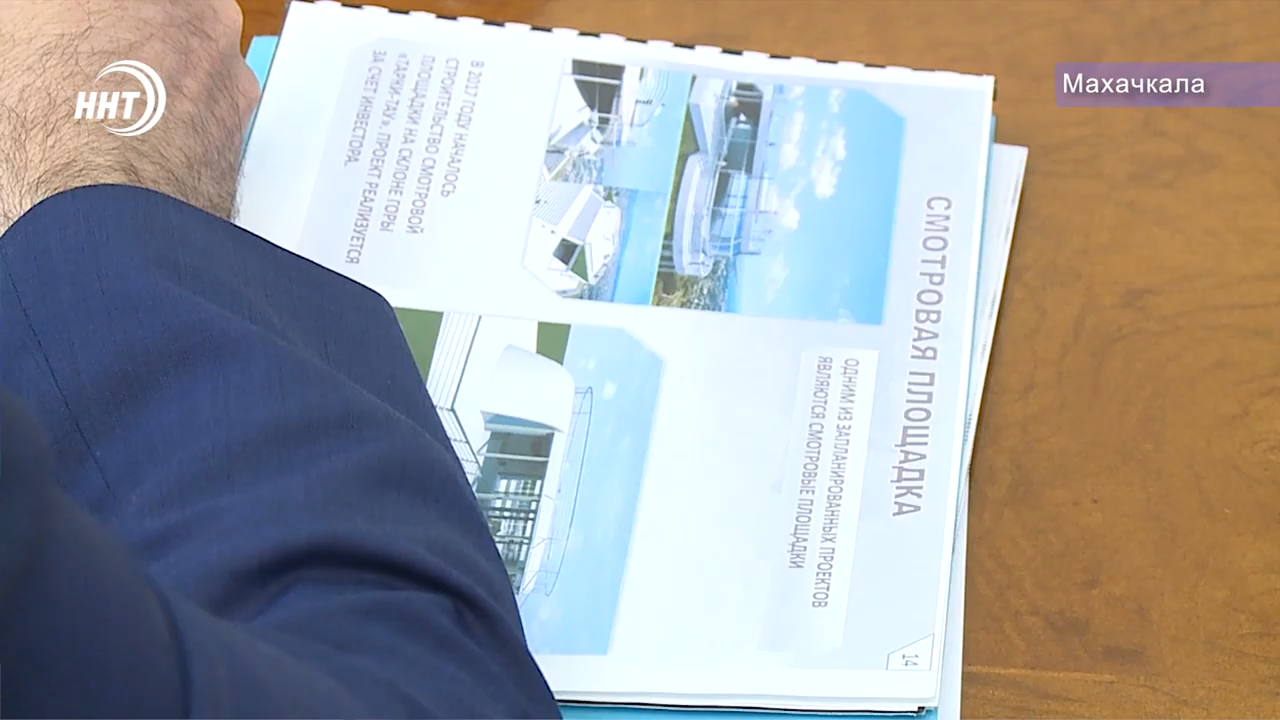 ННТ
Махачкала
СМОТРОВАЯ ПЛОЩАДКА
ОДНИМ ИЗ ЗАПЛАНИРОВАННЫХ ПРОЕКТОВ
ЯВЛЯЮТСЯ СМОТРОВЫЕ ПЛОЩАДКИ
В 2017 ГОДУ НАЧАЛОСЬ
СТРОИТЕЛЬСТВО СМОТРОВОЙ
ПЛОЩАДКИ НА СКЛОНЕ ГОРЫ
«ТАРКИ-ТАУ». ПРОЕКТ РЕАЛИЗУЕТСЯ
ЗА СЧЕТ ИНВЕСТОРА.
14